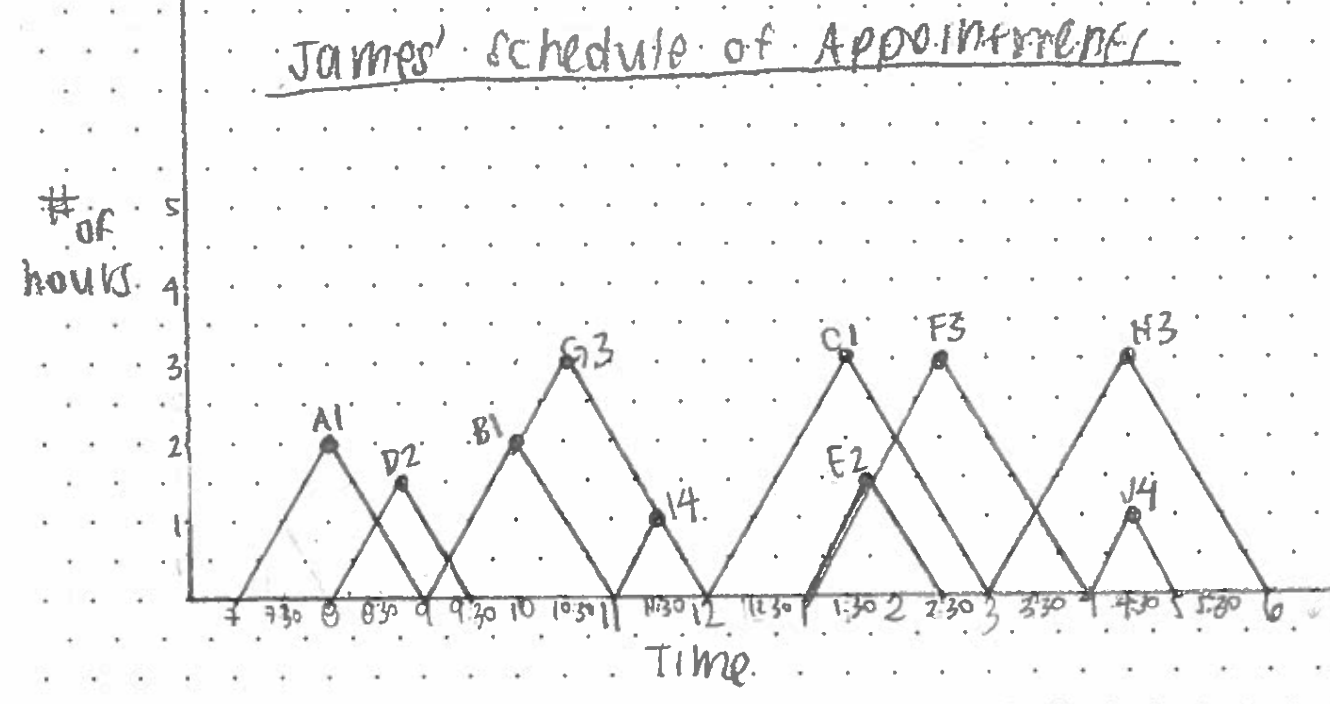 James' Schedule of Appointments
# of hours
5
4
3
2
1
A1
D2
B1
G3
14
C1
E2
F3
H3
J4
7 7:30 8 8:30 9 9:30 10 10:30 11 11:30 12 12:30 1 1:30 2 2:30 3 3:30 4 4:30 5 5:30 6
Time